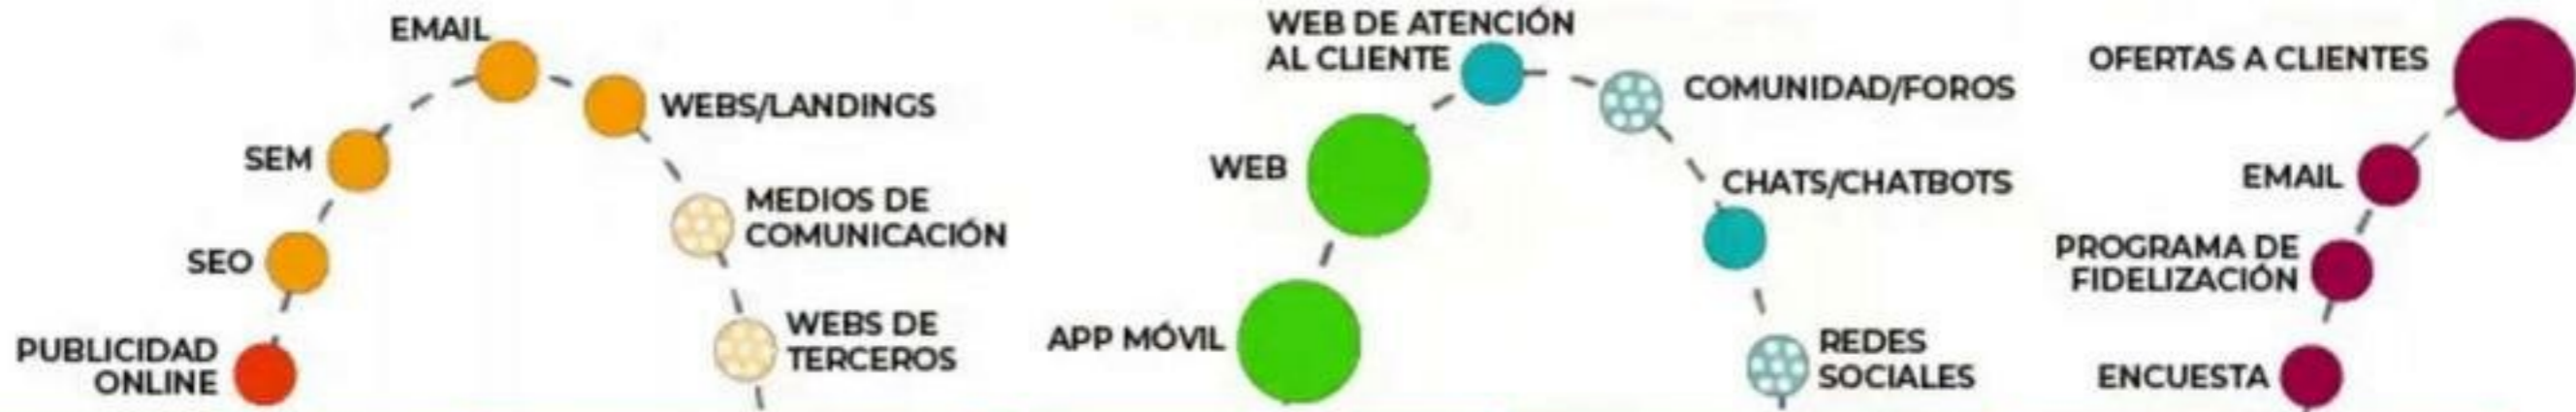 EMAIL
WEBS/LANDINGS
SEM
MEDIOS DE
COMUNICACIÓN
SEO
WEBS DE
TERCEROS
PUBLICIDAD
ONLINE
WEB DE ATENCIÓN
AL CLIENTE
COMUNIDAD/FOROS
WEB
CHATS/CHATBOTS
APP MÓVIL
REDES
SOCIALES
OFERTAS A CLIENTES
EMAIL
PROGRAMA DE
FIDELIZACIÓN
ENCUESTA